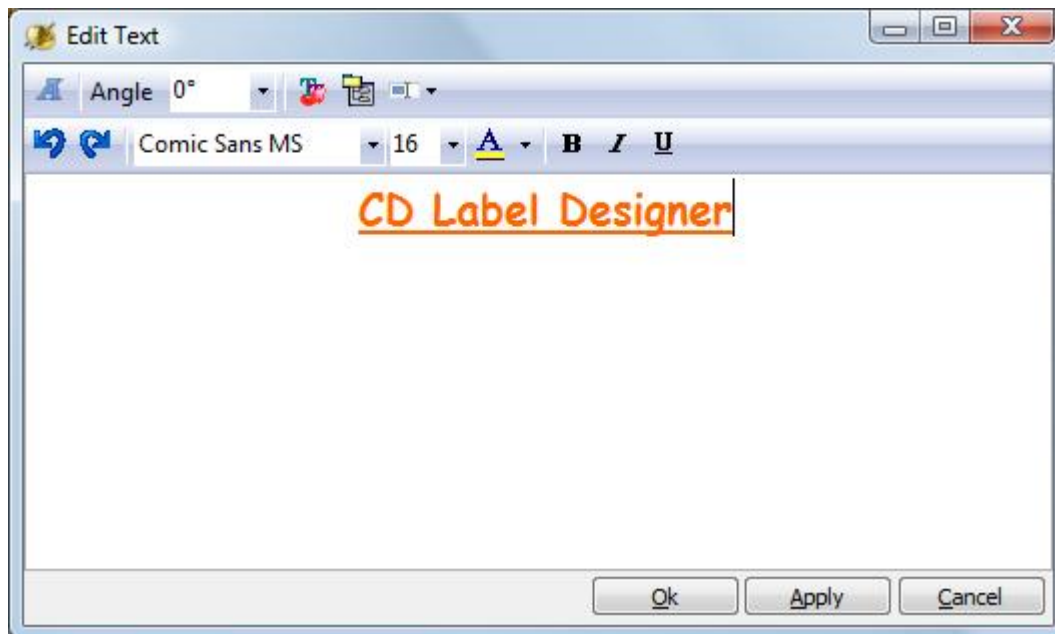 Edit Text
Angle 0°
Comic Sans MS 16 A B I U
CD Label Designer
Ok Apply Cancel